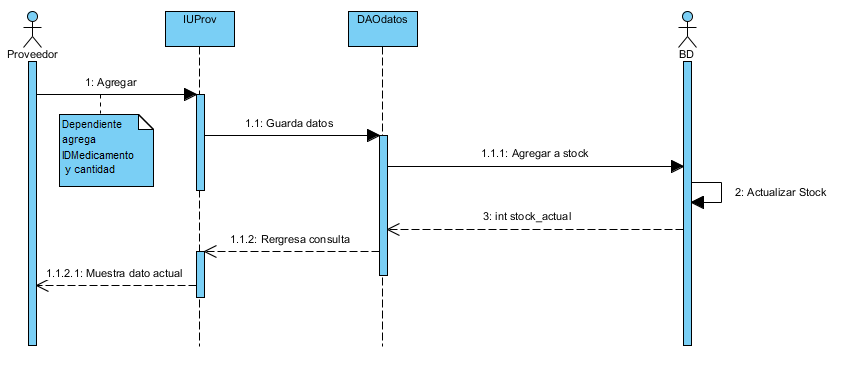 IUProv
DAOdatos
Proveedor
BD
1: Agregar
Dependiente
agrega
IDMedicamento
y cantidad
1.1: Guarda datos
1.1.1: Agregar a stock
2: Actualizar Stock
3: int stock_actual
1.1.2: Rergresa consulta
1.1.2.1: Muestra dato actual